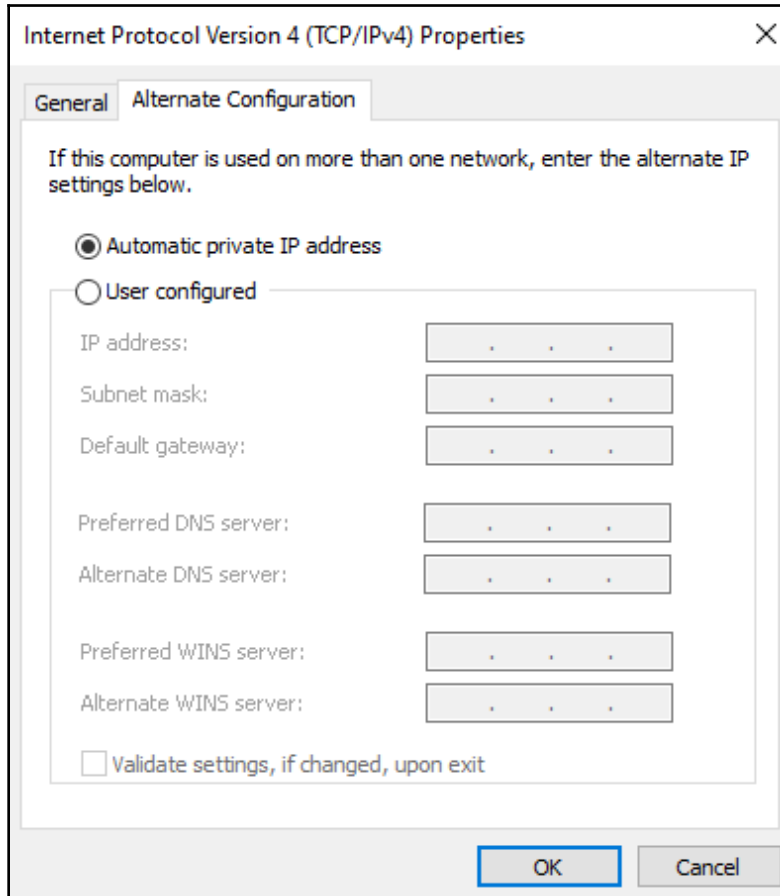 Internet Protocol Version 4 (TCP/IPv4) Properties
General
Alternate Configuration
If this computer is used on more than one network, enter the alternate IP
settings below.
Automatic private IP address
User configured
IP address:
. . .
Subnet mask:
. . .
Default gateway:
. . .
Preferred DNS server:
. . .
Alternate DNS server:
. . .
Preferred WINS server:
. . .
Alternate WINS server:
. . .
Validate settings, if changed, upon exit
OK
Cancel